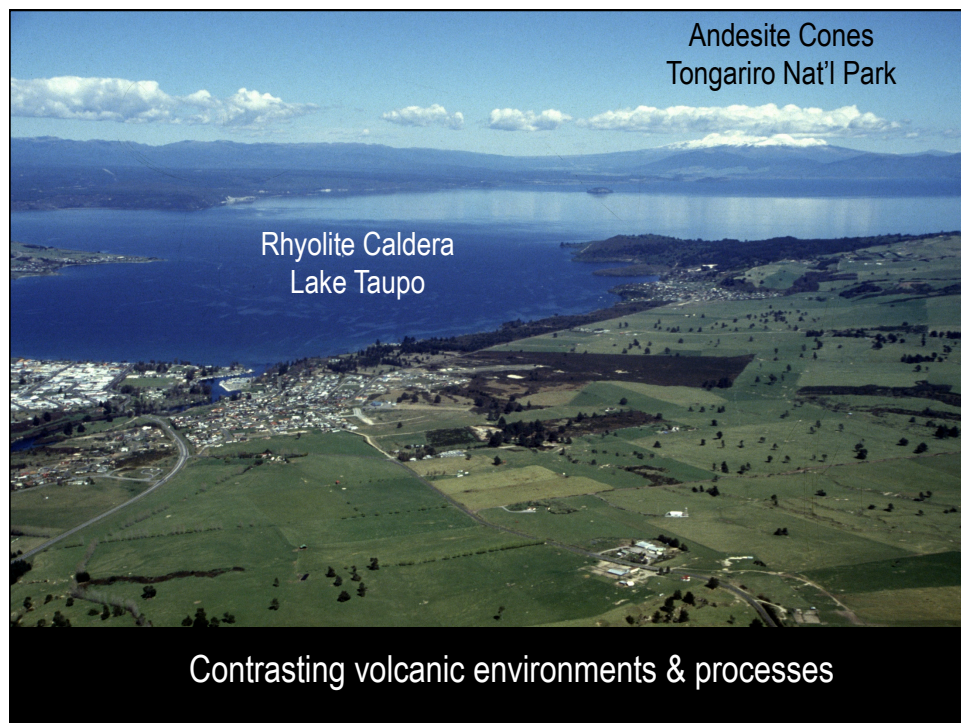 Andesite Cones
Tongariro Nat'l Park
Rhyolite Caldera
Lake Taupo
Contrasting volcanic environments & processes